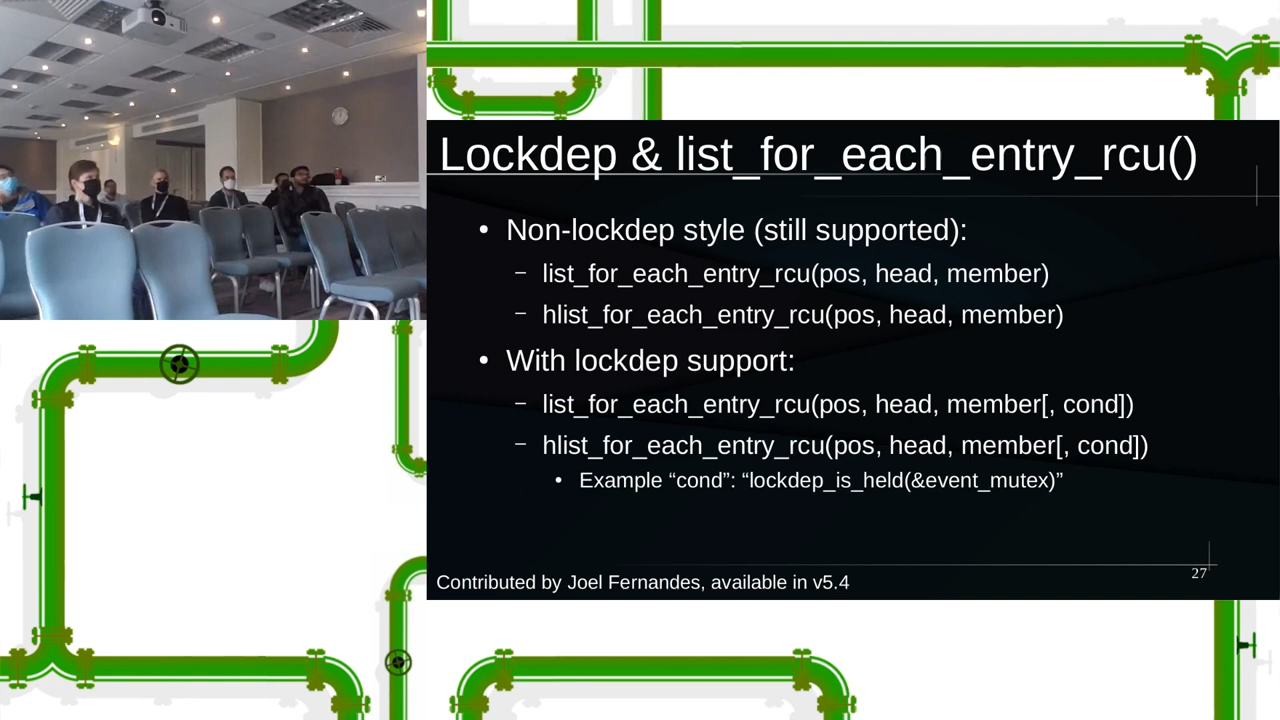 Lockdep & list_for_each_entry_rcu()
• Non-lockdep style (still supported):
– list_for_each_entry_rcu(pos, head, member)
– hlist_for_each_entry_rcu(pos, head, member)
• With lockdep support:
– list_for_each_entry_rcu(pos, head, member[, cond])
– hlist_for_each_entry_rcu(pos, head, member[, cond])
• Example “cond”: “lockdep_is_held(&event_mutex)”
Contributed by Joel Fernandes, available in v5.4
27